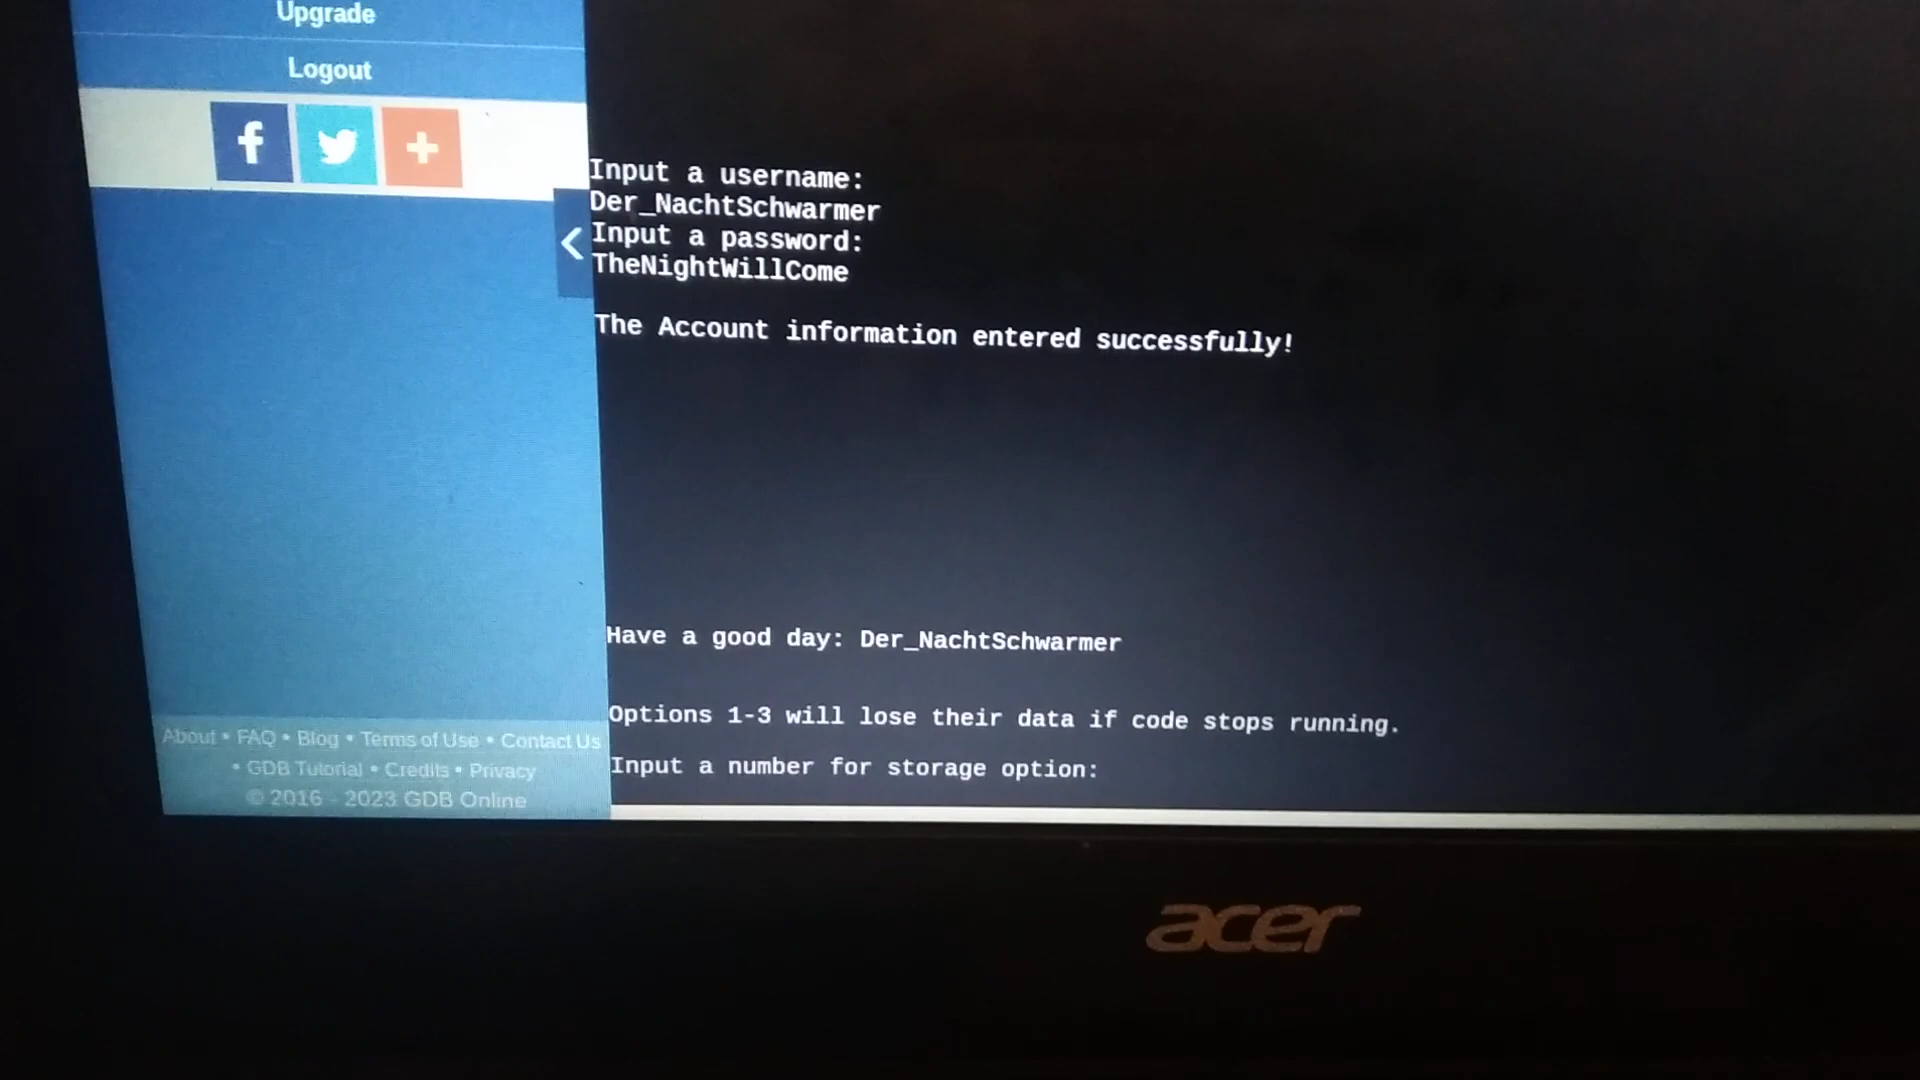 Upgrade
Logout
f
Input a username:
Der_NachtSchwarmer
Input a password:
TheNightWillCome
The Account information entered successfully!
Have a good day: Der_NachtSchwarmer
Options 1-3 will lose their data if code stops running.
Input a number for storage option:
About • FAQ • Blog • Terms of Use • Contact Us
• GDB Tutorial • Credits • Privacy
© 2016 - 2023 GDB Online
acer